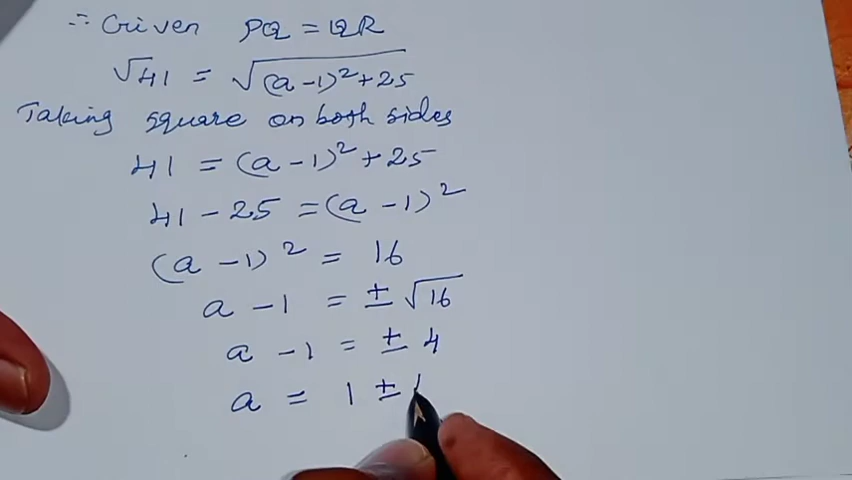 ∴ Given PQ = QR
√41 = √(a-1)²+25
Taking square on both sides
41 = (a-1)²+25
41-25 = (a-1)²
(a-1)² = 16
a-1 = ±√16
a-1 = ±4
a = 1 ±